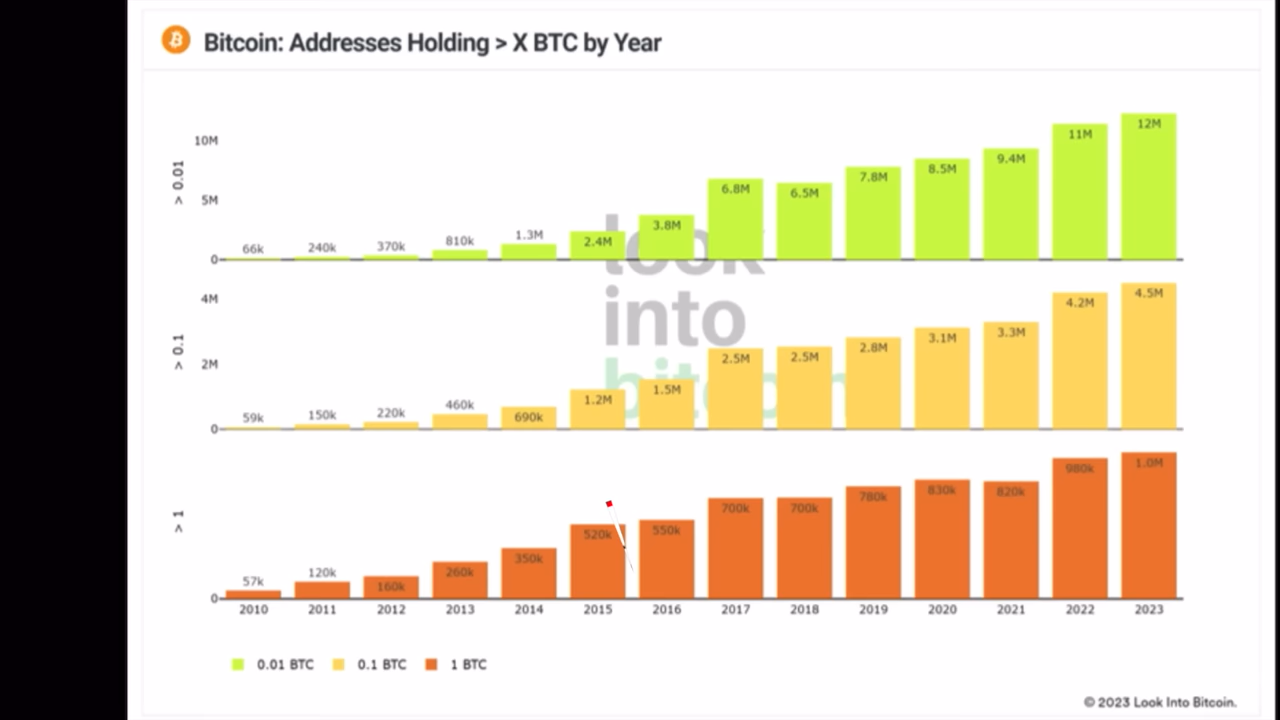 Bitcoin: Addresses Holding > X BTC by Year
> 0.01
10M
5M
0
66k 240k 370k 810k 1.3M 2.4M 3.8M 6.8M 6.5M 7.8M 8.5M 9.4M 11M 12M
look
into
bitcoin
> 0.1
4M
2M
0
59k 150k 220k 460k 690k 1.2M 1.5M 2.5M 2.5M 2.8M 3.1M 3.3M 4.2M 4.5M
> 1
0
57k 120k 160k 260k 350k 520k 550k 700k 700k 780k 830k 820k 980k 1.0M
2010 2011 2012 2013 2014 2015 2016 2017 2018 2019 2020 2021 2022 2023
0.01 BTC 0.1 BTC 1 BTC
© 2023 Look Into Bitcoin.